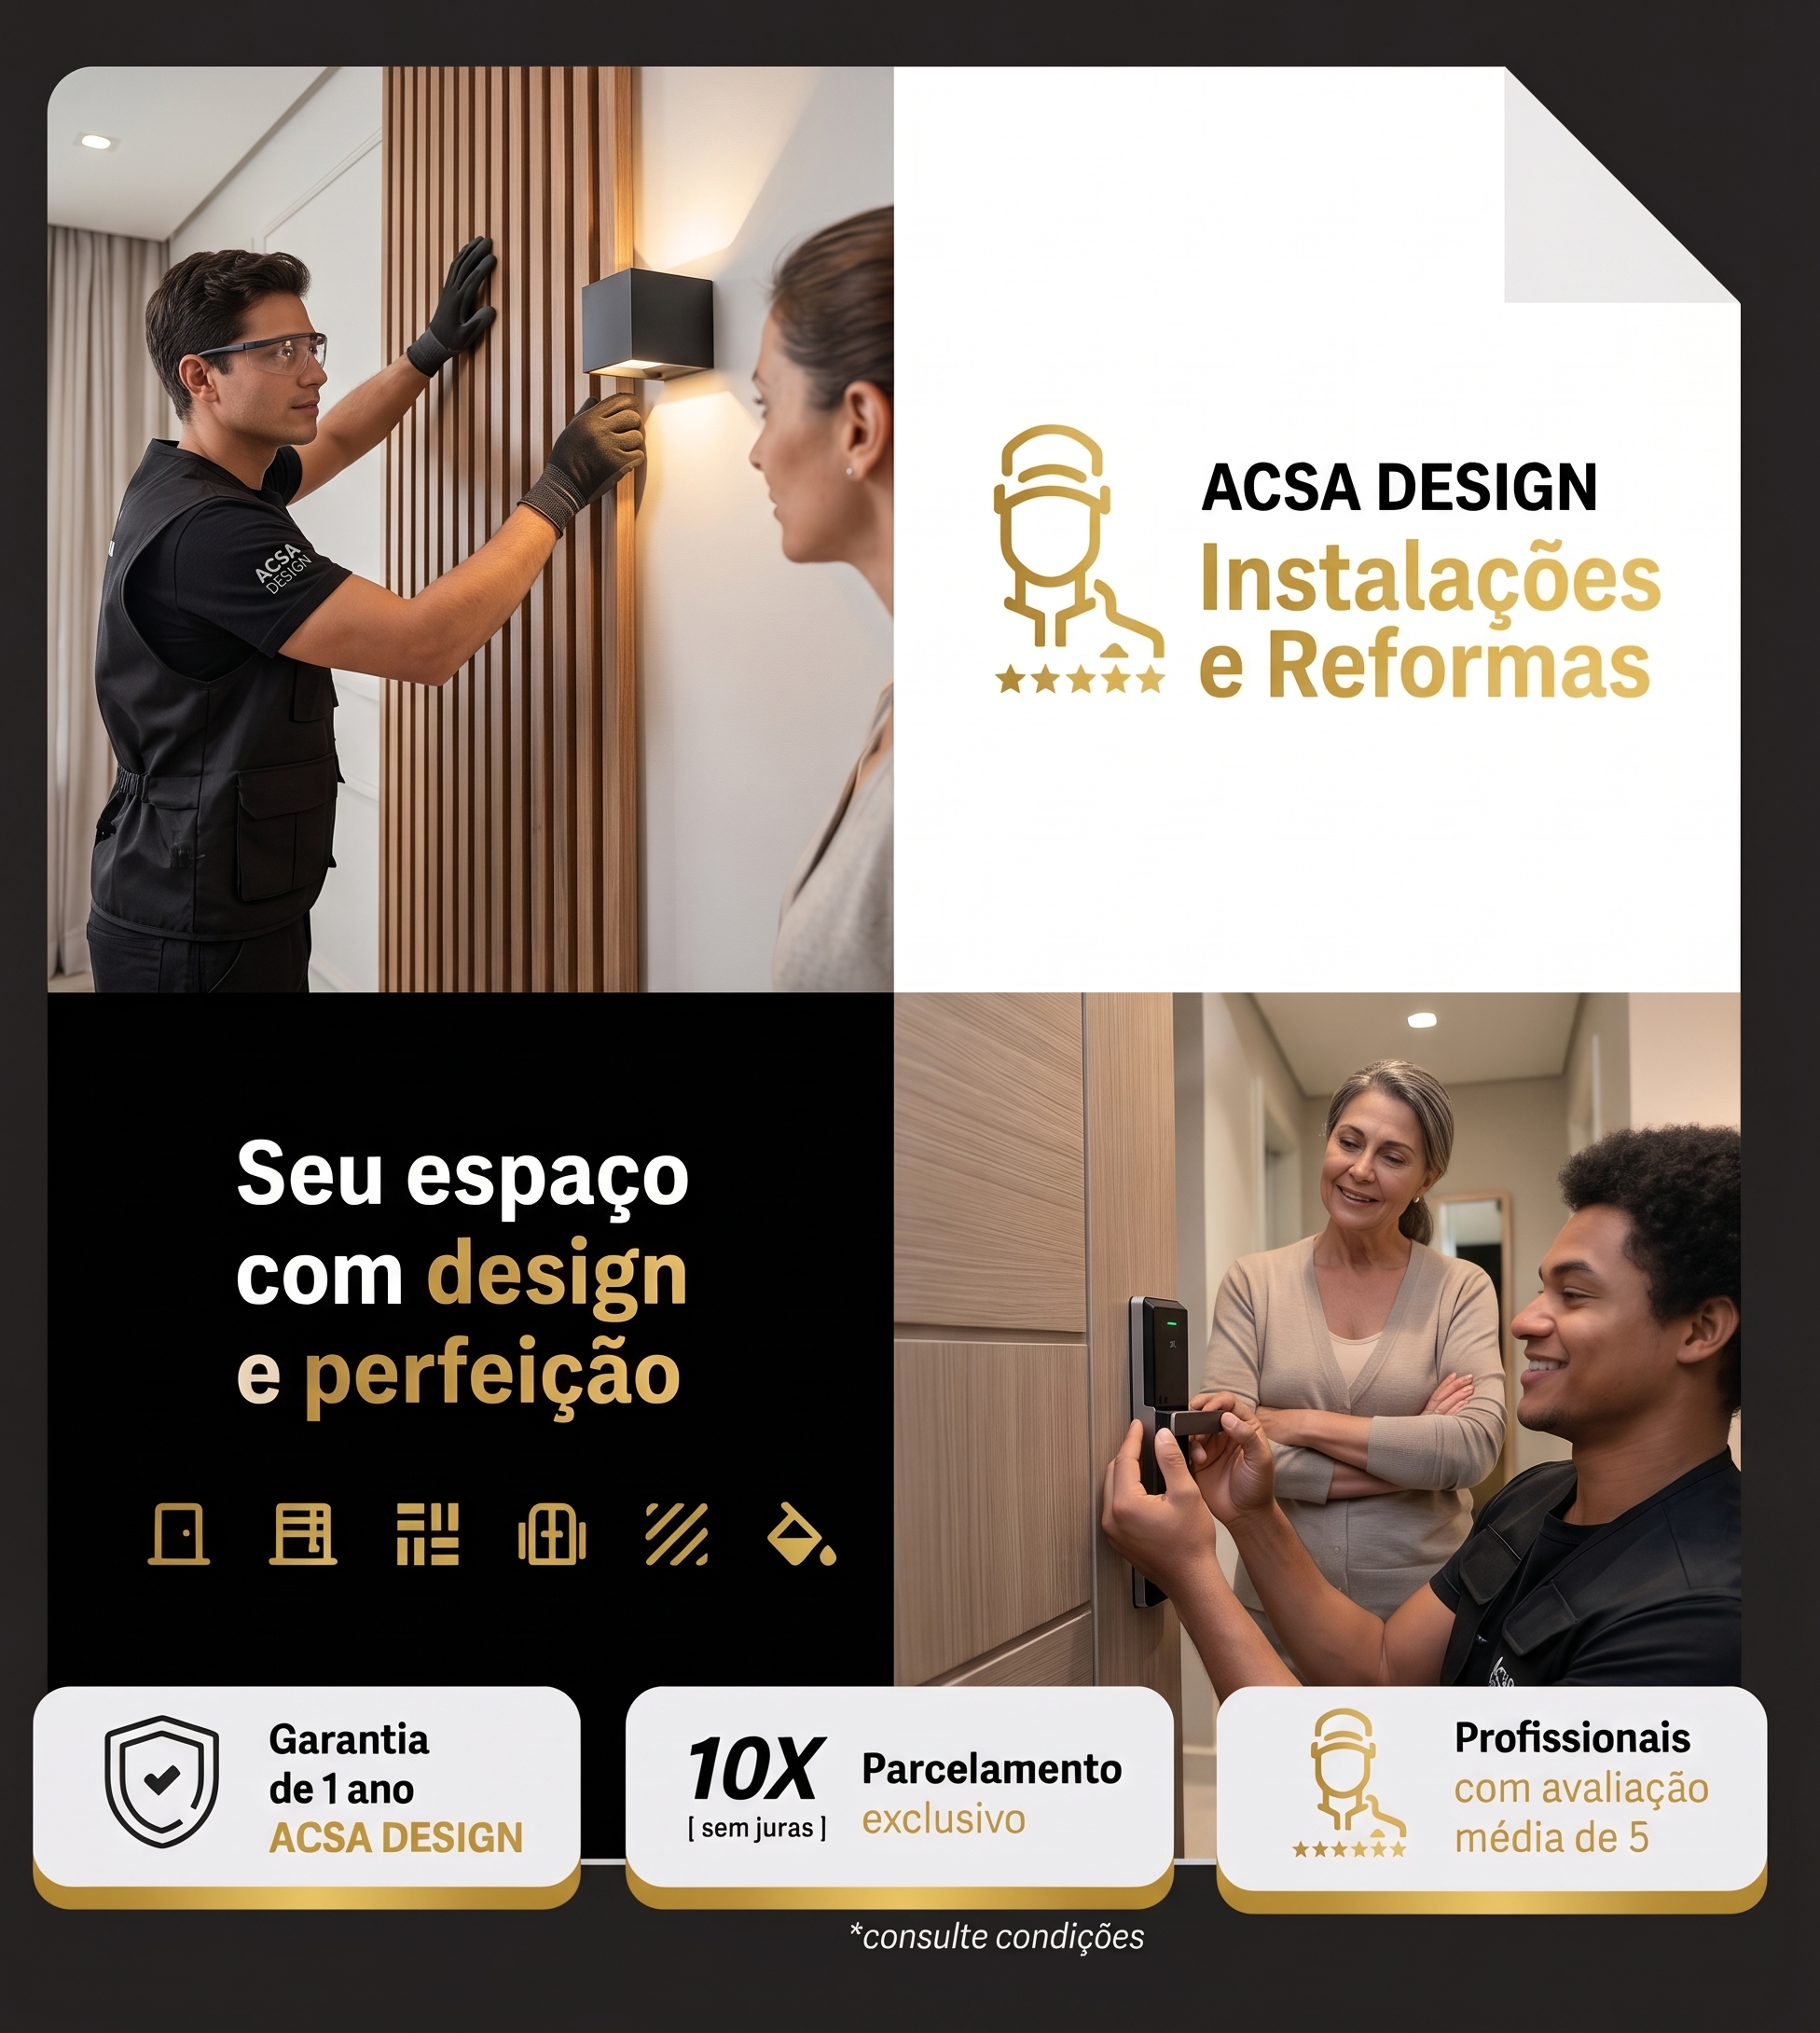 ACSA
DESIGN
ACSA DESIGN
Instalações
e Reformas
Seu espaço
com design
e perfeição
Garantia
de 1 ano
ACSA DESIGN
10X
[ sem juras ]
Parcelamento
exclusivo
Profissionais
com avaliação
média de 5
*consulte condições